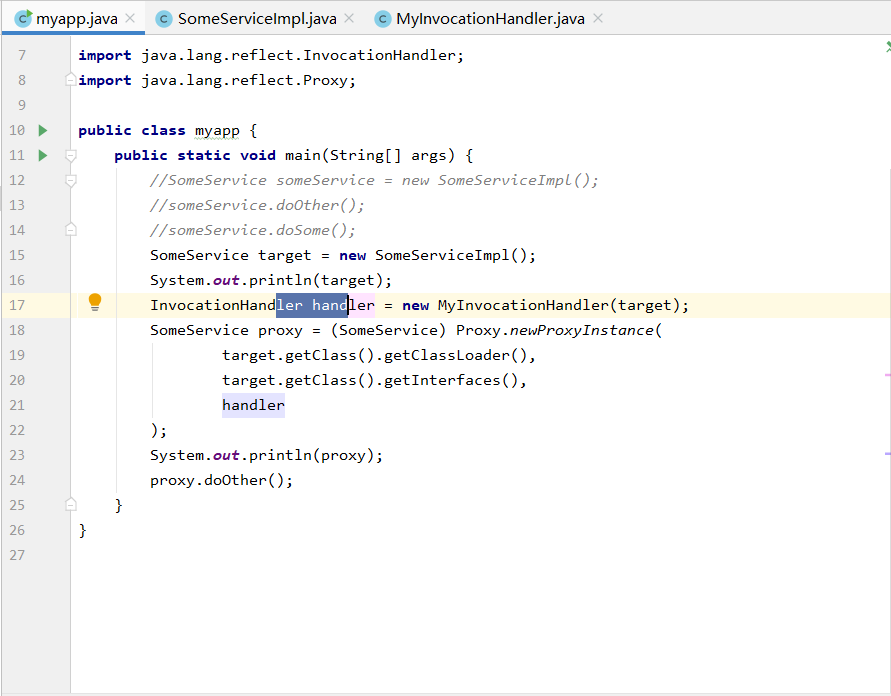 myapp.java SomeServiceImpl.java MyInvocationHandler.java
7 import java.lang.reflect.InvocationHandler;
8 import java.lang.reflect.Proxy;
9
10 public class myapp {
11 public static void main(String[] args) {
12 //SomeService someService = new SomeServiceImpl();
13 //someService.doOther();
14 //someService.doSome();
15 SomeService target = new SomeServiceImpl();
16 System.out.println(target);
17 InvocationHandler handler = new MyInvocationHandler(target);
18 SomeService proxy = (SomeService) Proxy.newProxyInstance(
19 target.getClass().getClassLoader(),
20 target.getClass().getInterfaces(),
21 handler
22 );
23 System.out.println(proxy);
24 proxy.doOther();
25 }
26 }
27